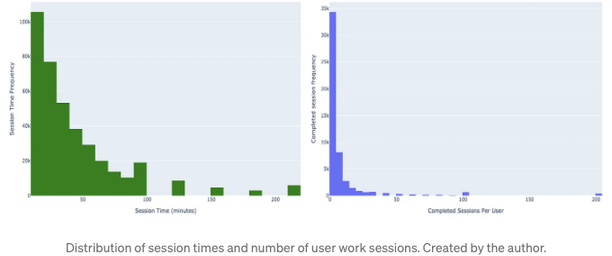 100k
80k
60k
40k
20k
0
Session Time Frequency
0
50
100
150
200
Session Time (minutes)
35k
30k
25k
20k
15k
10k
5k
0
Completed session frequency
0
50
100
150
200
Completed Sessions Per User
Distribution of session times and number of user work sessions. Created by the author.